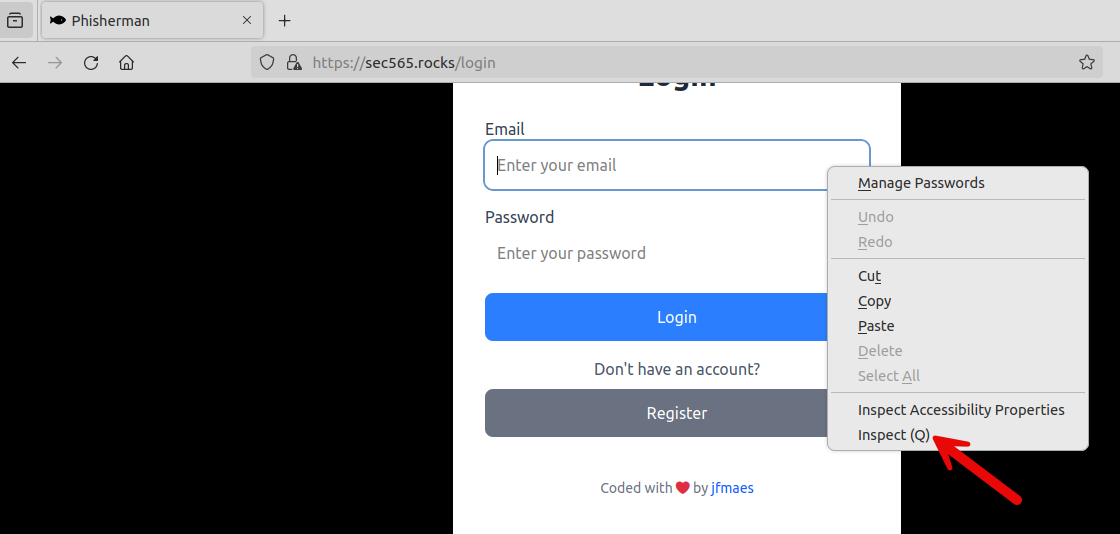 Phisherman
https://sec565.rocks/login
Login
Email
Enter your email
Password
Enter your password
Login
Don't have an account?
Register
Coded with ❤ by jfmaes
Manage Passwords
Undo
Redo
Cut
Copy
Paste
Delete
Select All
Inspect Accessibility Properties
Inspect (Q)